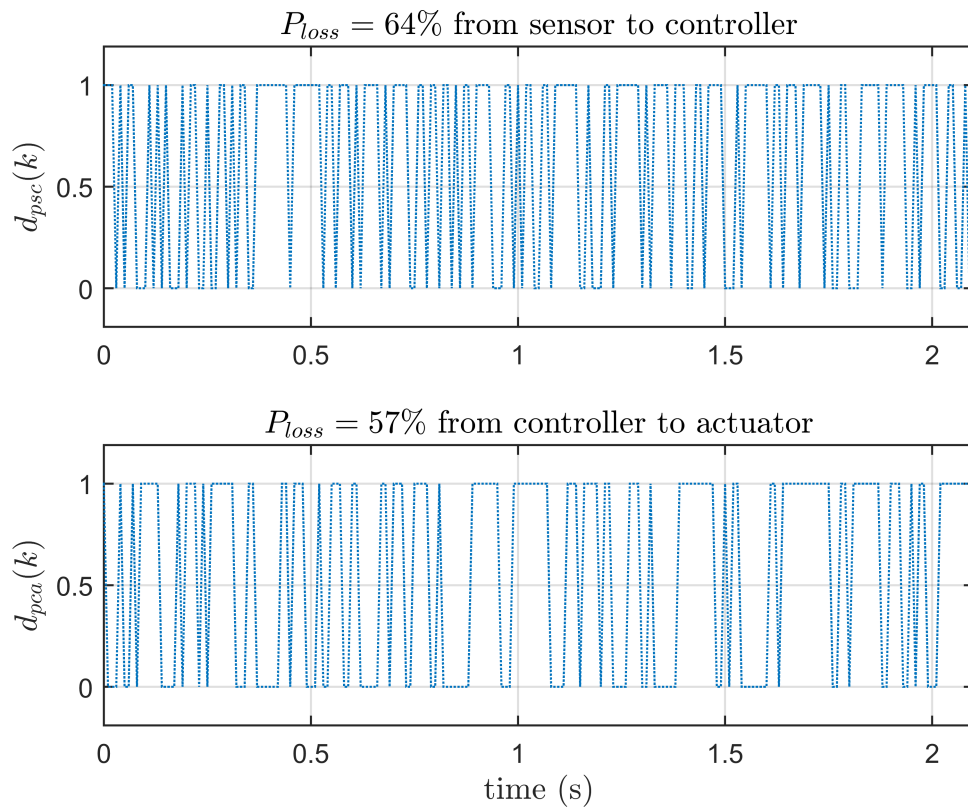 P_loss = 64% from sensor to controller
1
0.5
0
d_psc(k)
0 0.5 1 1.5 2
P_loss = 57% from controller to actuator
1
0.5
0
d_pca(k)
0 0.5 1 1.5 2
time (s)